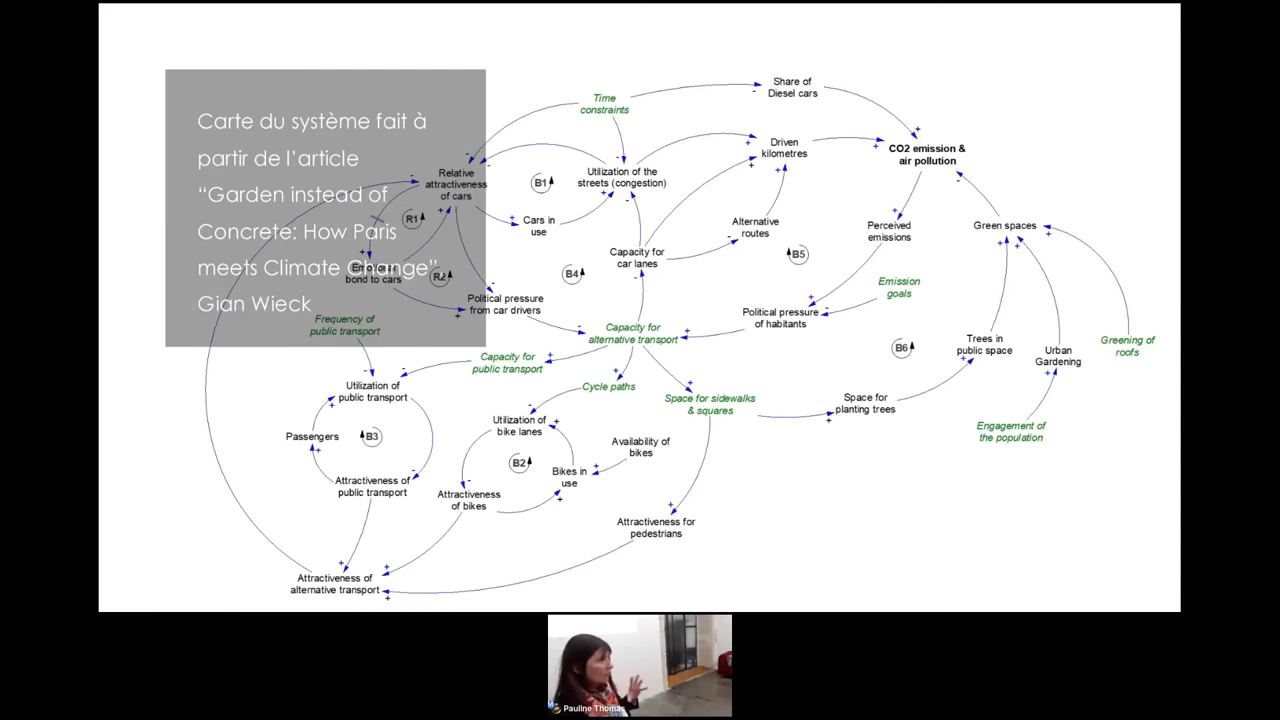 Carte du système fait à
partir de l'article
“Garden instead of
Concrete: How Paris
meets Climate Change”
Gian Wieck
Share of
Diesel cars
Time
constraints
Driven
kilometres
CO2 emission &
air pollution
Relative
attractiveness
of cars
Utilization of the
streets (congestion)
B1
R1
Cars in
use
Alternative
routes
Perceived
emissions
Green spaces
Capacity for
car lanes
B5
Emotional
bond to cars
R2
B4
Emission
goals
Political pressure
from car drivers
Political pressure
of habitants
Frequency of
public transport
Capacity for
alternative transport
Capacity for
public transport
B6
Trees in
public space
Urban
Gardening
Greening of
roofs
Utilization of
public transport
Cycle paths
Space for sidewalks
& squares
Space for
planting trees
Utilization of
bike lanes
Engagement of
the population
Passengers
B3
Availability of
bikes
B2
Bikes in
use
Attractiveness of
public transport
Attractiveness
of bikes
Attractiveness for
pedestrians
Attractiveness of
alternative transport
Pauline Thomas